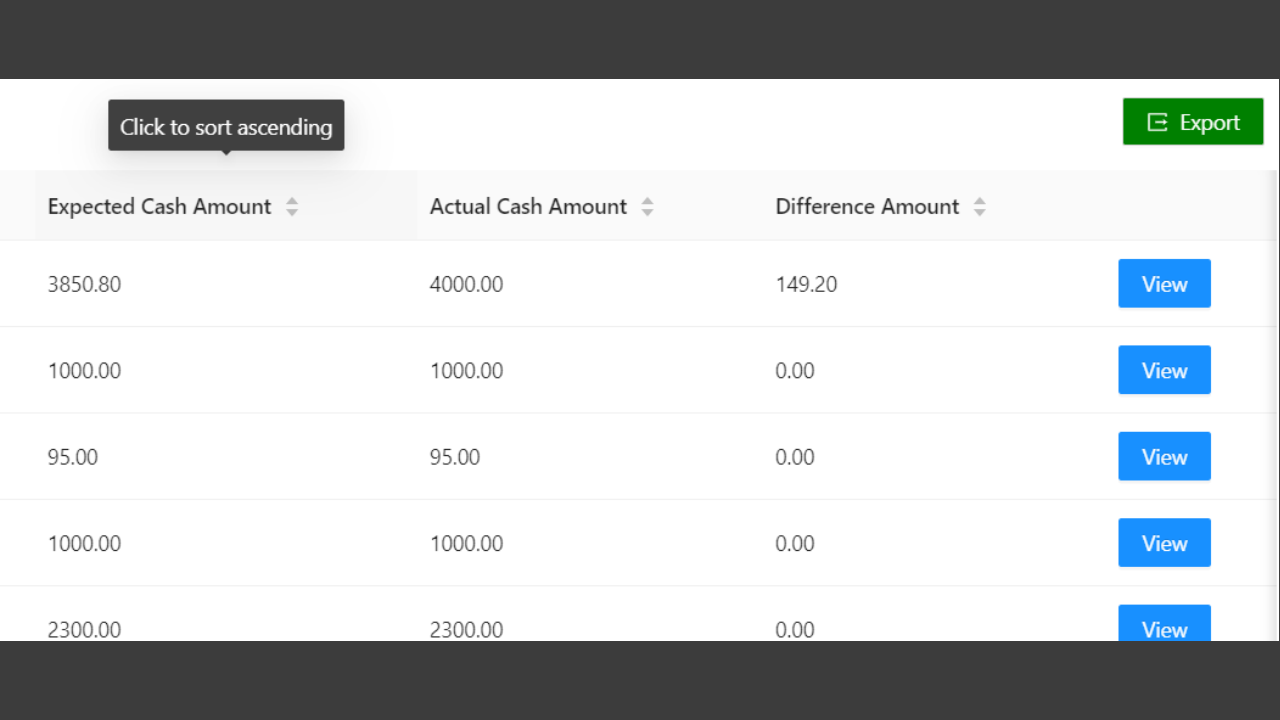 Click to sort ascending
Export
Expected Cash Amount Actual Cash Amount Difference Amount
3850.80 4000.00 149.20 View
1000.00 1000.00 0.00 View
95.00 95.00 0.00 View
1000.00 1000.00 0.00 View
2300.00 2300.00 0.00 View